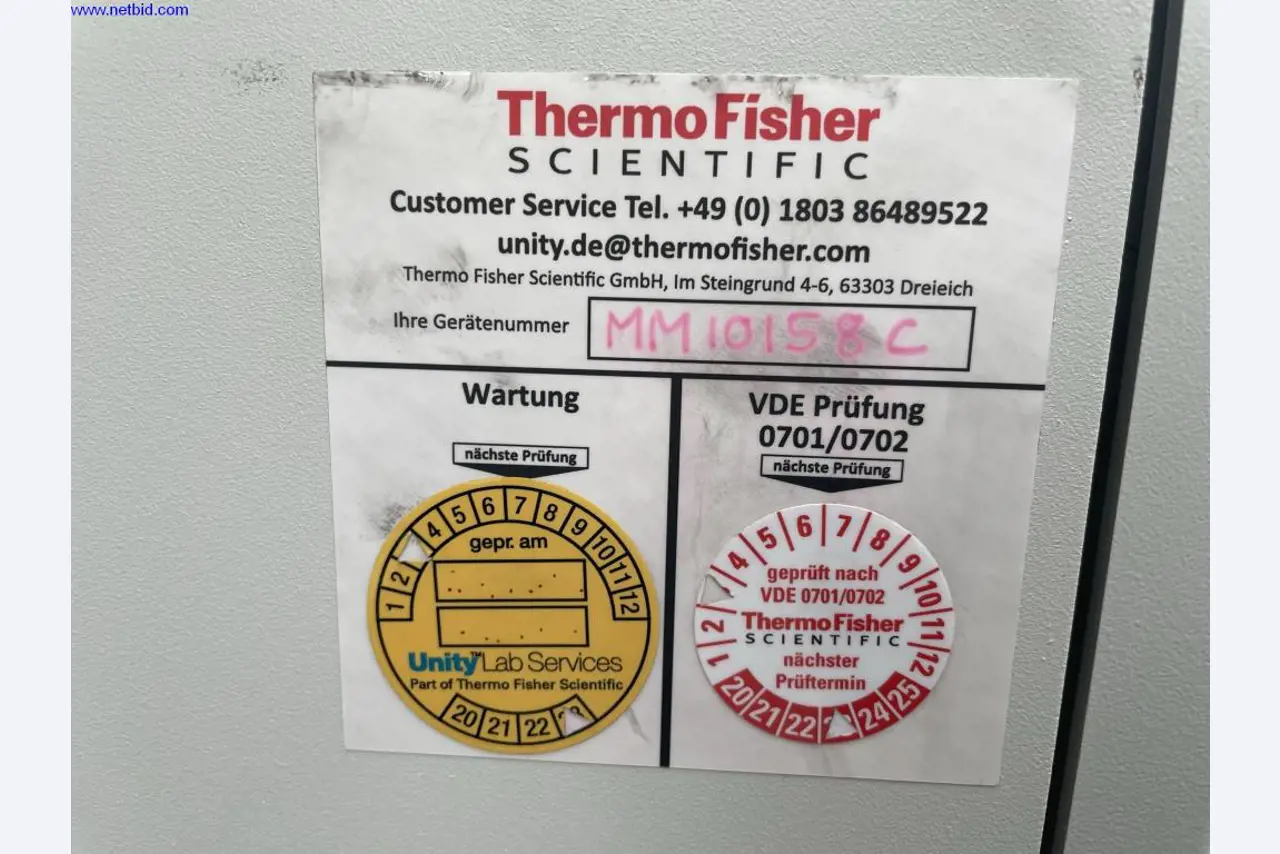 www.netbid.com
ThermoFisher
SCIENTIFIC
Customer Service Tel. +49 (0) 1803 86489522
unity.de@thermofisher.com
Thermo Fisher Scientific GmbH, Im Steingrund 4-6, 63303 Dreieich
Ihre Gerätenummer MM10158C
Wartung
nächste Prüfung
1 2 4 5 6 7 8 9 10 11 12
gepr. am
Unity™Lab Services
Part of Thermo Fisher Scientific
20 21 22
VDE Prüfung
0701/0702
nächste Prüfung
1 2 4 5 6 7 8 9 10 11 12
geprüft nach
VDE 0701/0702
ThermoFisher
SCIENTIFIC
nächster
Prüftermin
20 21 22 24 25